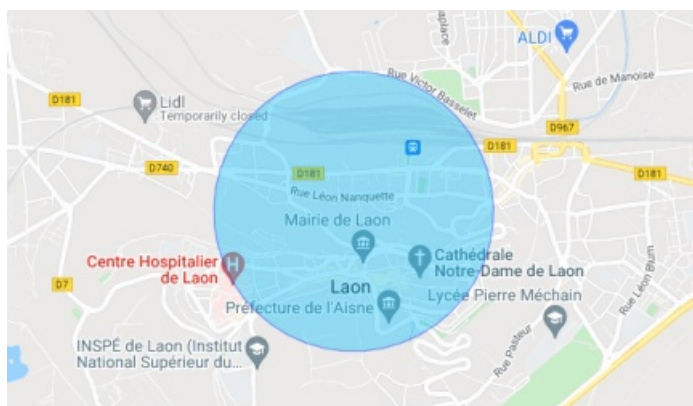 ALDI
Rue Victor Basselet
Rue de Manoise
D181
Lidl
Temporarily closed
D967
D181
D740
D181
D181
Rue Léon Nanquette
Mairie de Laon
Centre Hospitalier
de Laon
H
Cathédrale
Notre-Dame de Laon
D7
Laon
Lycée Pierre Méchain
Préfecture de l'Aisne
Rue Léon Blum
Rue Pasteur
INSPÉ de Laon (Institut
National Supérieur du...